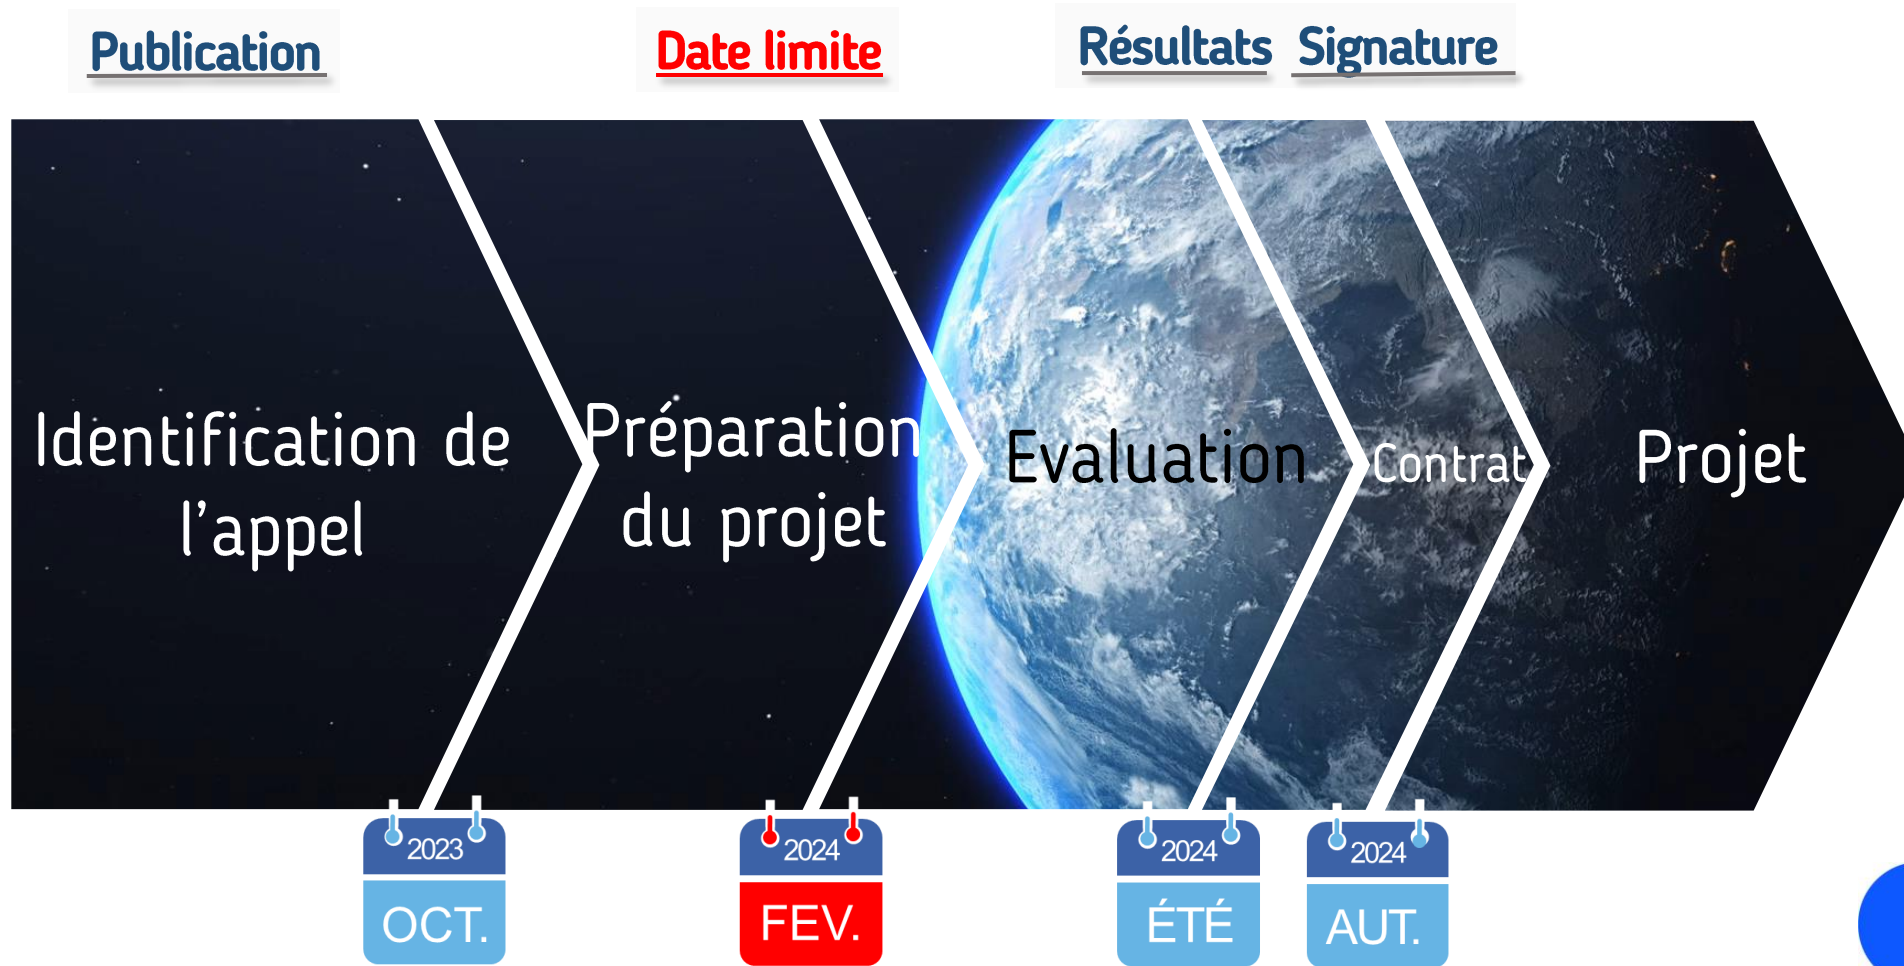 Publication
Date limite
Résultats Signature
Identification de
l'appel
Préparation
du projet
Evaluation
Contrat
Projet
2023
OCT.
2024
FEV.
2024
ÉTÉ
2024
AUT.